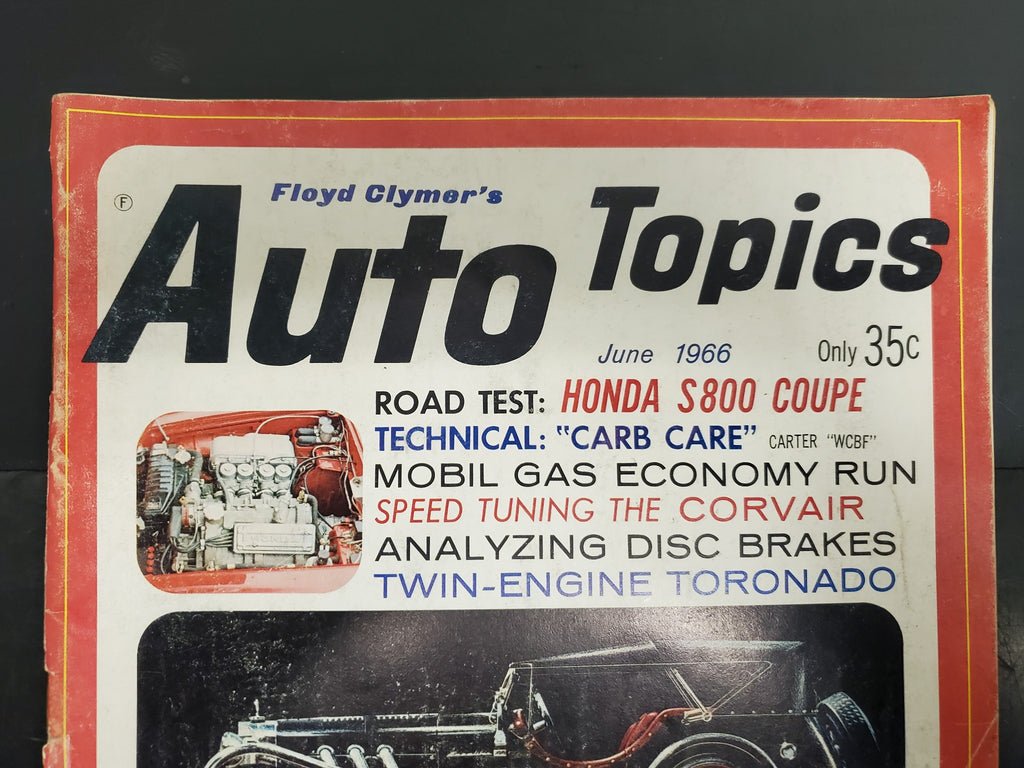 Floyd Clymer's
F
Auto Topics
June 1966
Only 35c
ROAD TEST: HONDA S800 COUPE
TECHNICAL: "CARB CARE" CARTER "WCBF"
MOBIL GAS ECONOMY RUN
SPEED TUNING THE CORVAIR
ANALYZING DISC BRAKES
TWIN-ENGINE TORONADO